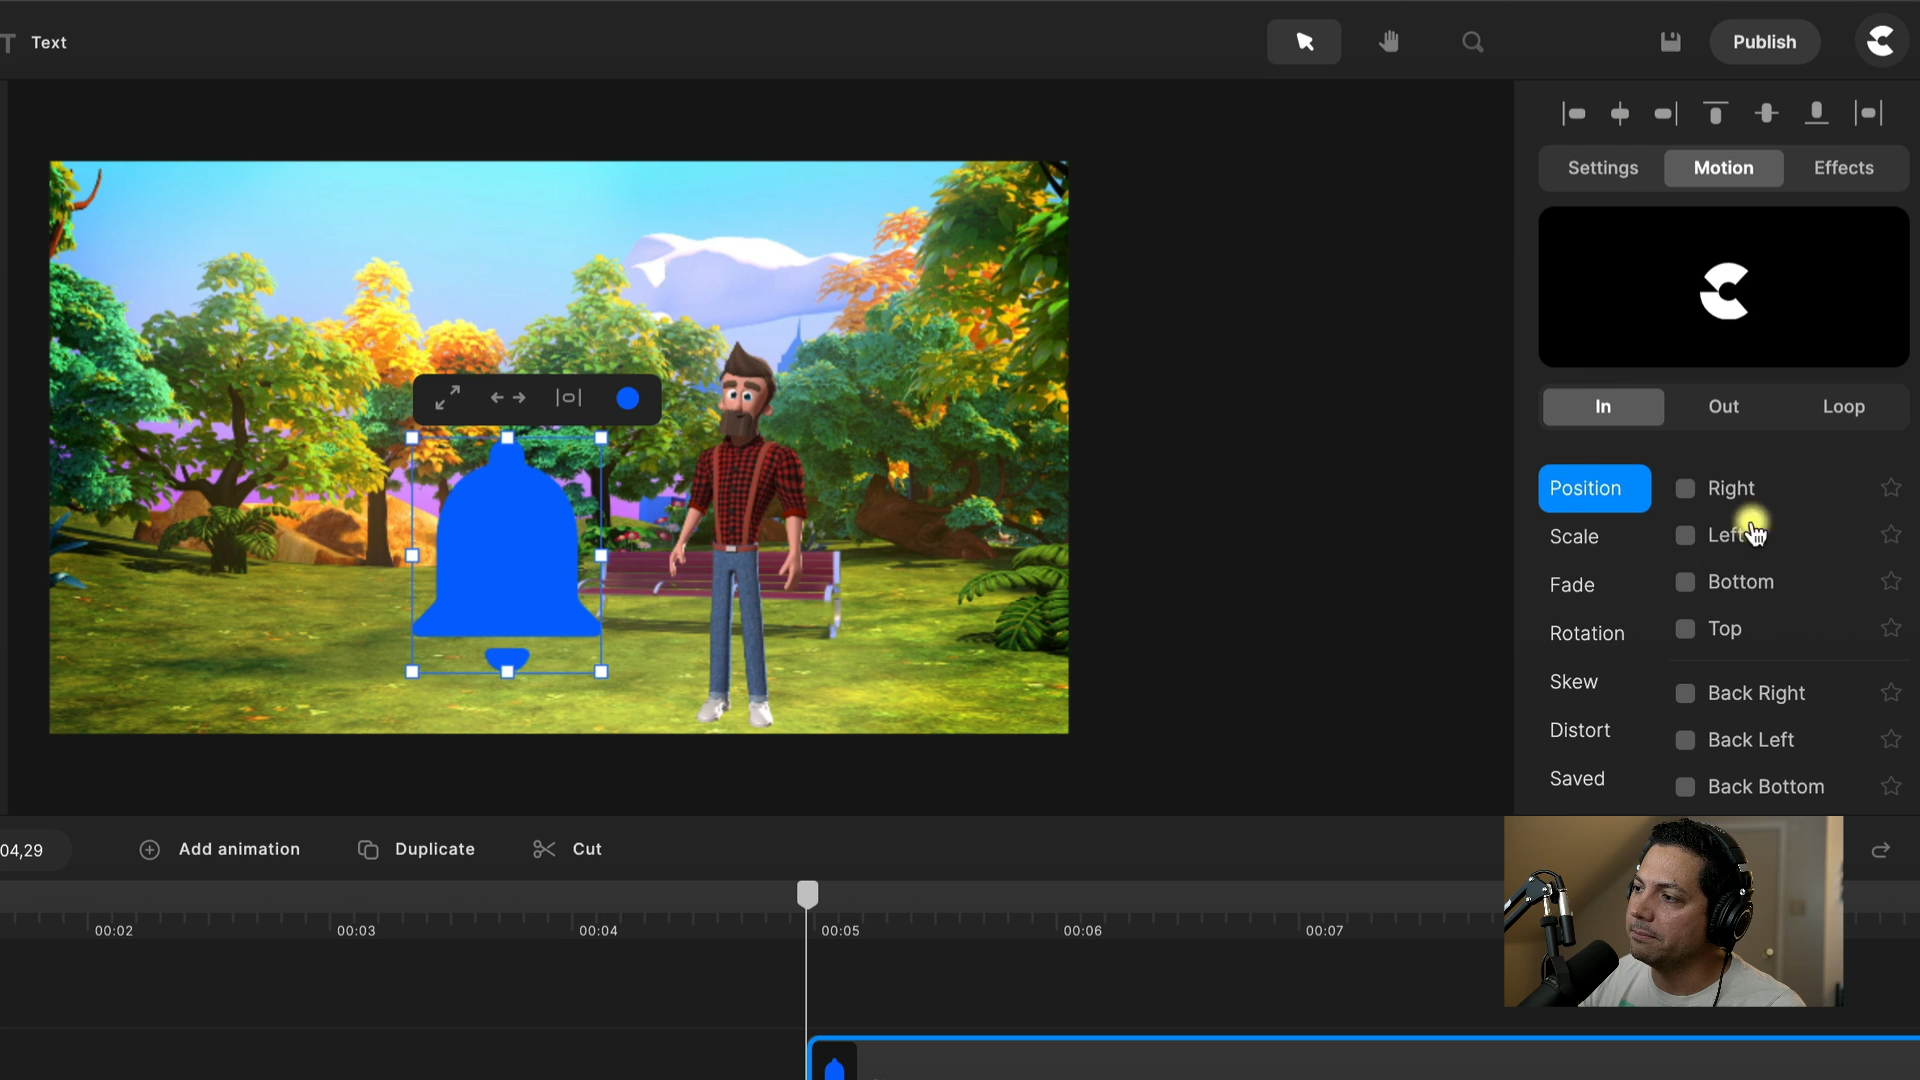 Text
Publish
Settings Motion Effects
In Out Loop
Position
Scale
Fade
Rotation
Skew
Distort
Saved
Right
Left
Bottom
Top
Back Right
Back Left
Back Bottom
04,29 Add animation Duplicate Cut
00:02 00:03 00:04 00:05 00:06 00:07